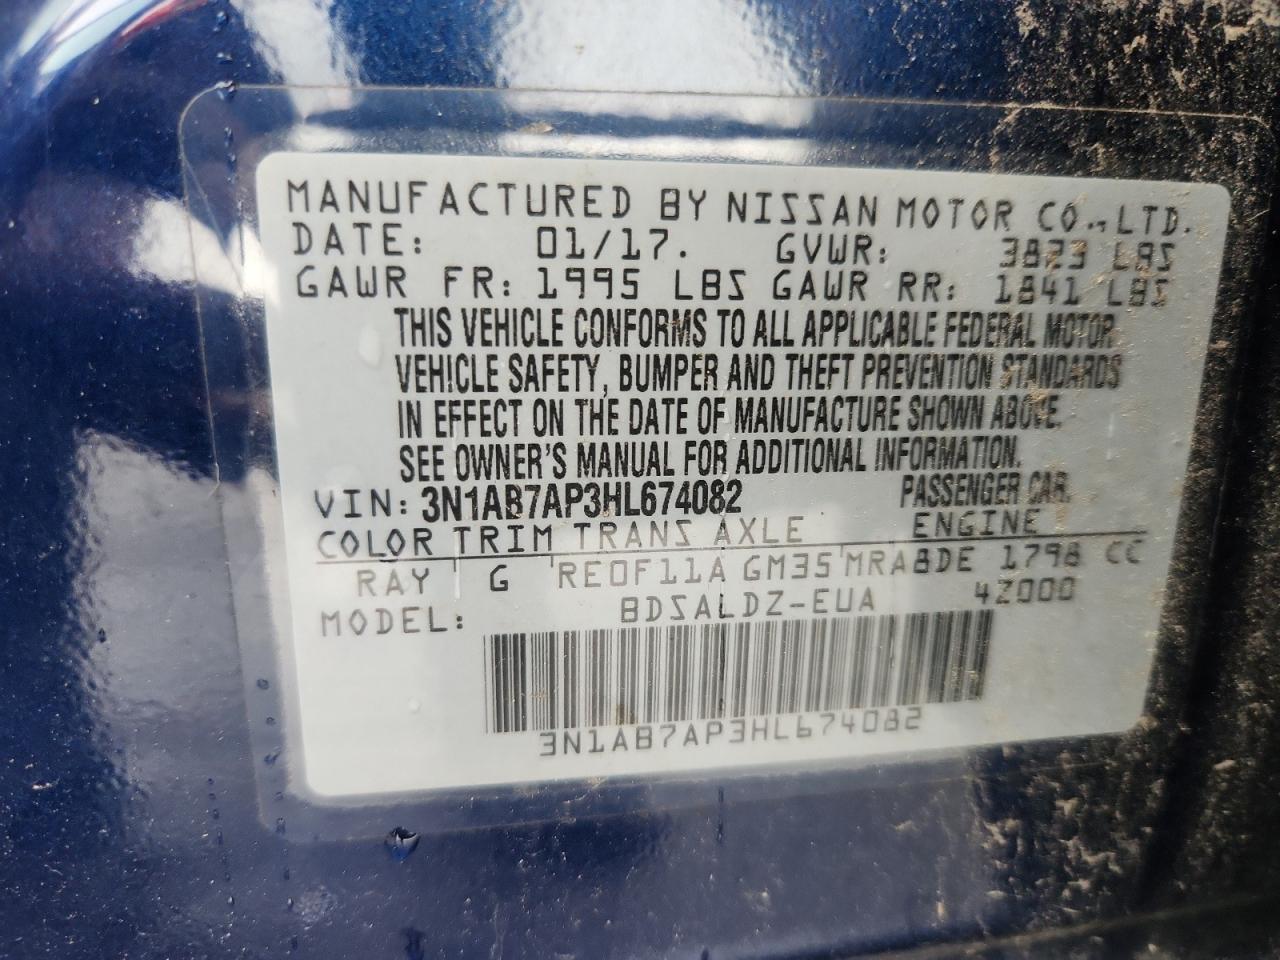 MANUFACTURED BY NISSAN MOTOR CO., LTD.
DATE: 01/17. GVWR: 3823 LBS
GAWR FR: 1995 LBS GAWR RR: 1841 LBS
THIS VEHICLE CONFORMS TO ALL APPLICABLE FEDERAL MOTOR
VEHICLE SAFETY, BUMPER AND THEFT PREVENTION STANDARDS
IN EFFECT ON THE DATE OF MANUFACTURE SHOWN ABOVE.
SEE OWNER'S MANUAL FOR ADDITIONAL INFORMATION.
VIN: 3N1AB7AP3HL674082 PASSENGER CAR.
COLOR TRIM TRANS AXLE ENGINE
RAY G RE0F11A GM35 MRA8DE 1798 CC
MODEL: BDSALDZ-EUA 4Z000
3N1AB7AP3HL674082